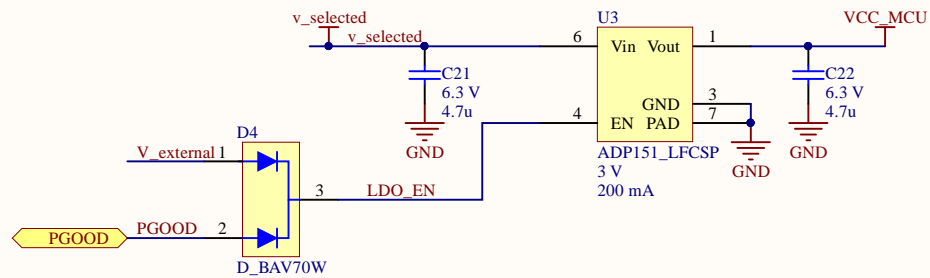 v_selected
v_selected
U3
VCC_MCU
6
Vin
Vout
1
C21
6.3 V
4.7u
GND
GND
3
4
EN
PAD
7
C22
6.3 V
4.7u
GND
GND
ADP151_LFCSP
3 V
200 mA
D4
V_external
1
3
LDO_EN
PGOOD
PGOOD
2
D_BAV70W